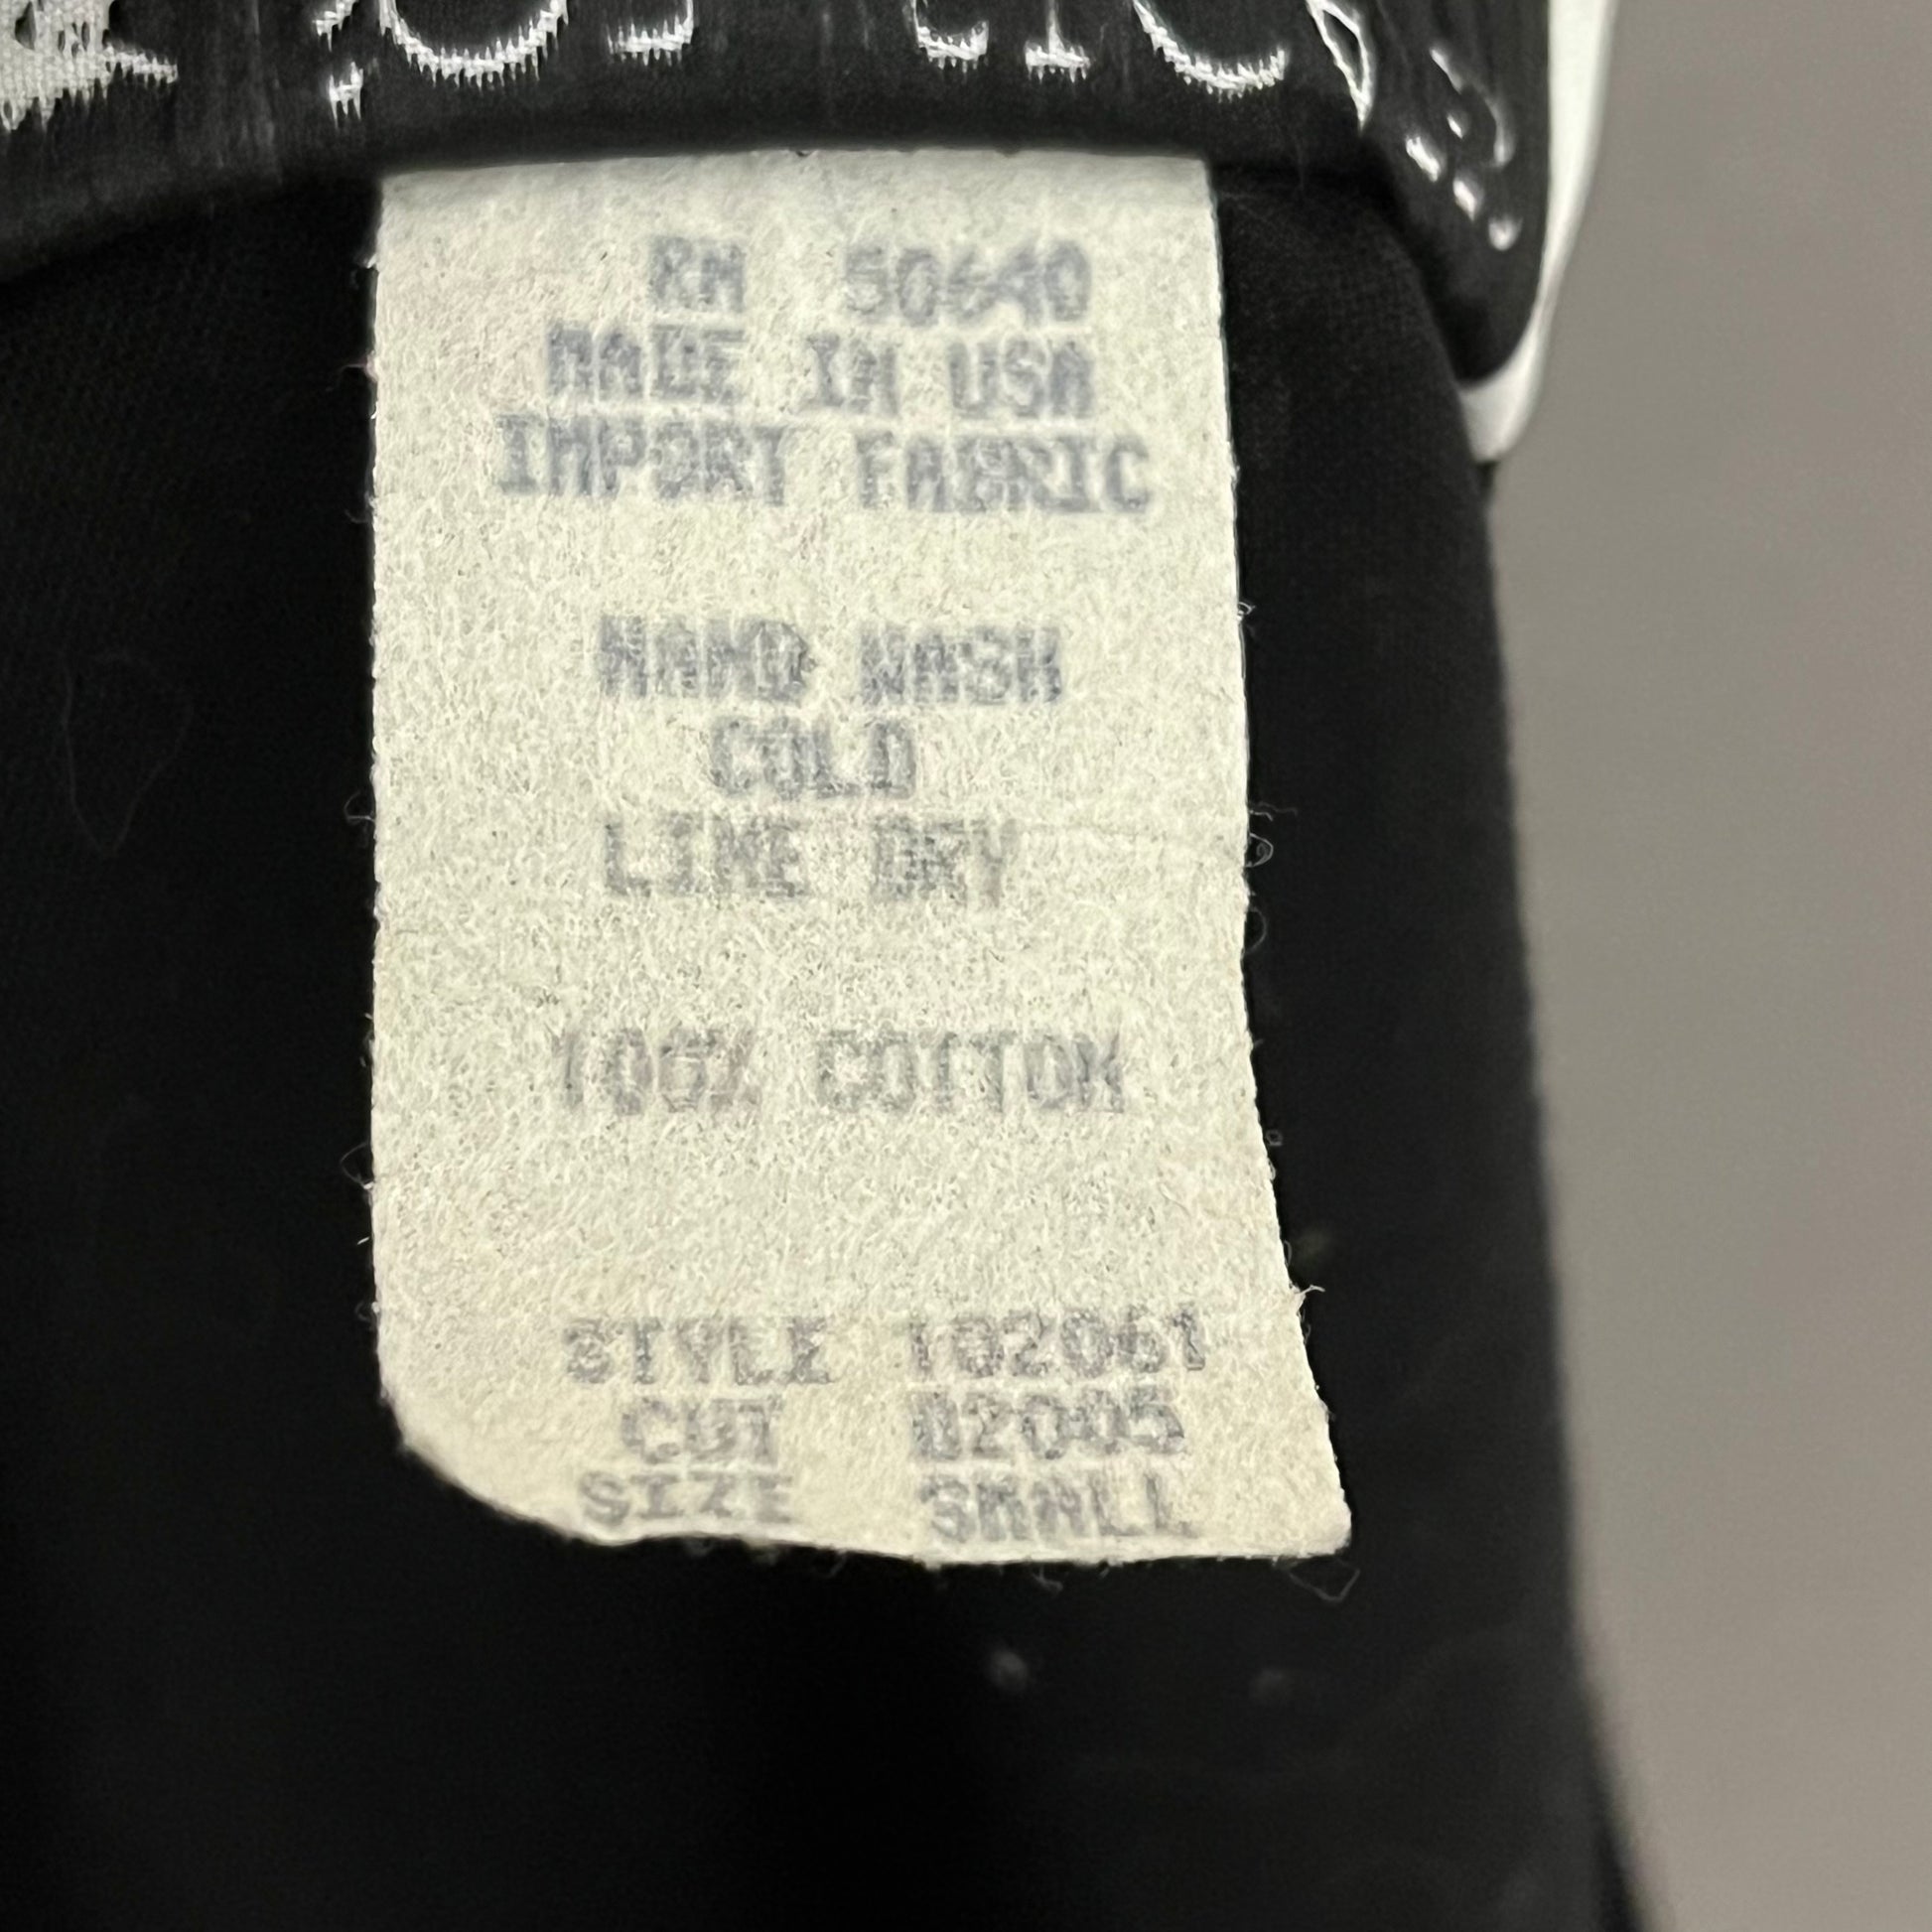 RN 50640
MADE IN USA
IMPORT FABRIC
HAND WASH
COLD
LINE DRY
100% COTTON
STYLE 102061
CUT 02005
SIZE SMALL